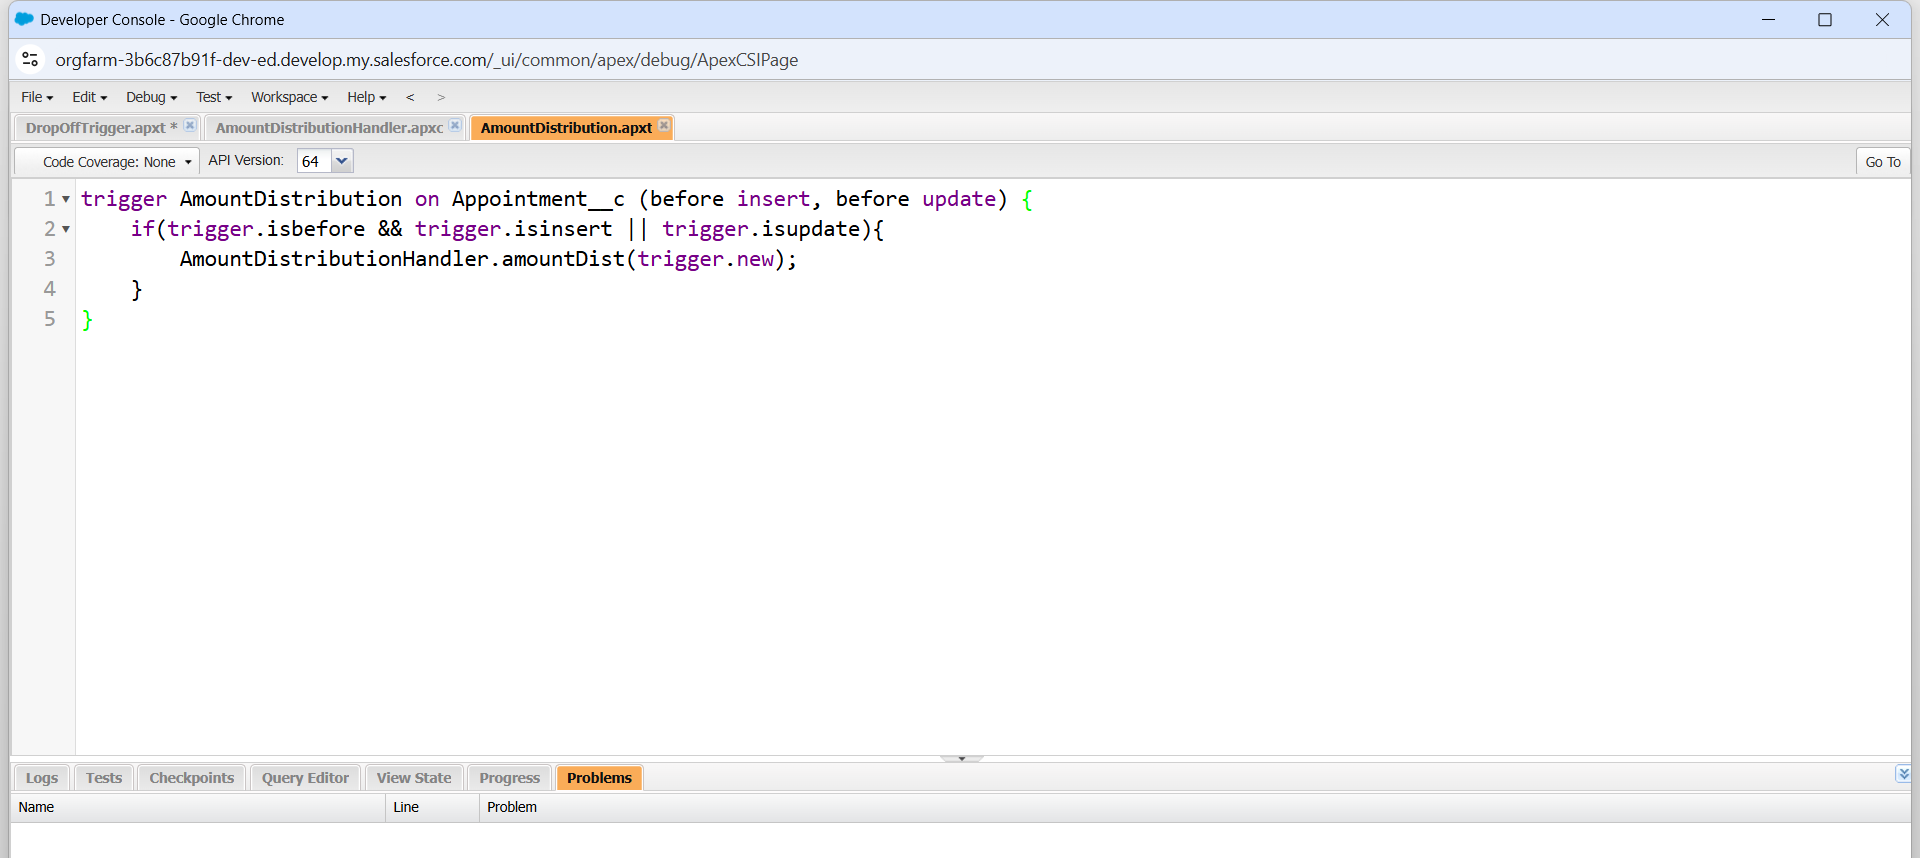 Developer Console - Google Chrome
orgfarm-3b6c87b91f-dev-ed.develop.my.salesforce.com/_ui/common/apex/debug/ApexCSIPage
File Edit Debug Test Workspace Help < >
DropOffTrigger.apxt * AmountDistributionHandler.apxc AmountDistribution.apxt
Code Coverage: None API Version: 64 Go To
1 trigger AmountDistribution on Appointment__c (before insert, before update) {
2 if(trigger.isbefore && trigger.isinsert || trigger.isupdate){
3 AmountDistributionHandler.amountDist(trigger.new);
4 }
5 }
Logs Tests Checkpoints Query Editor View State Progress Problems
Name Line Problem